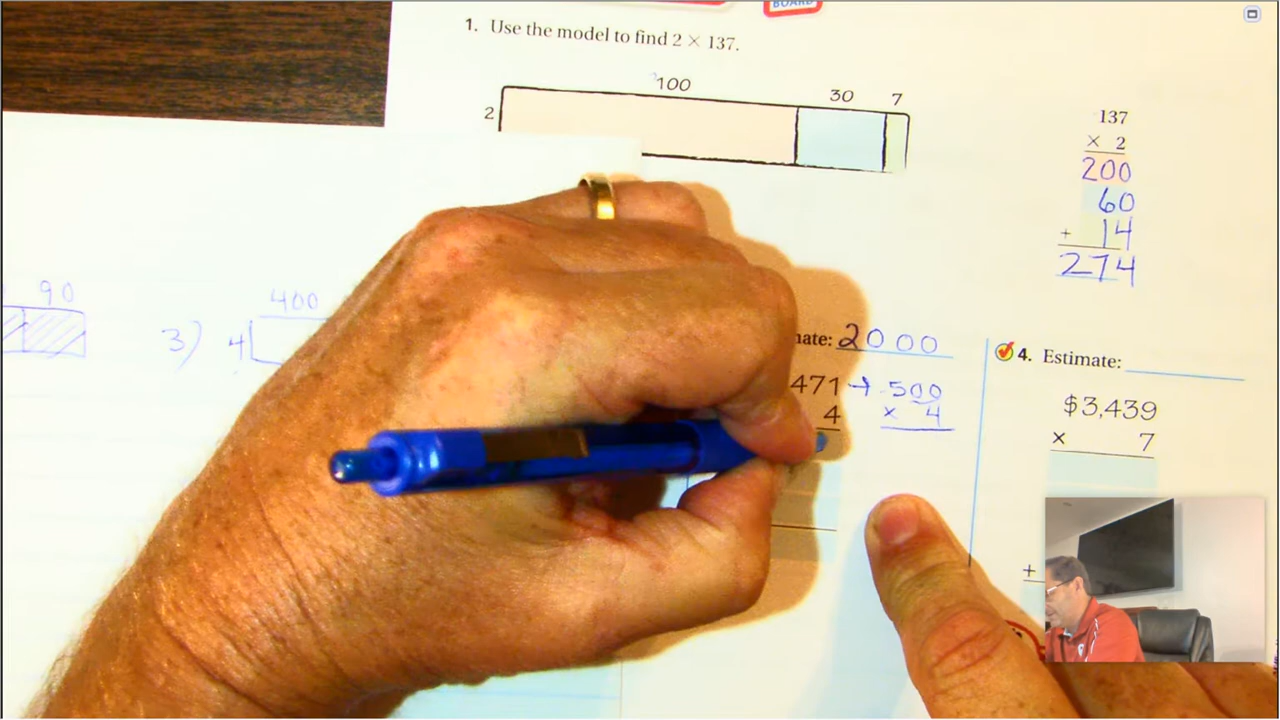 BOARD
1. Use the model to find 2 × 137.
100
30 7
2
137
× 2
200
60
+ 14
274
90
3) 4 400
mate: 2000
471 → 500
4 × 4
4. Estimate:
$3,439
× 7
+